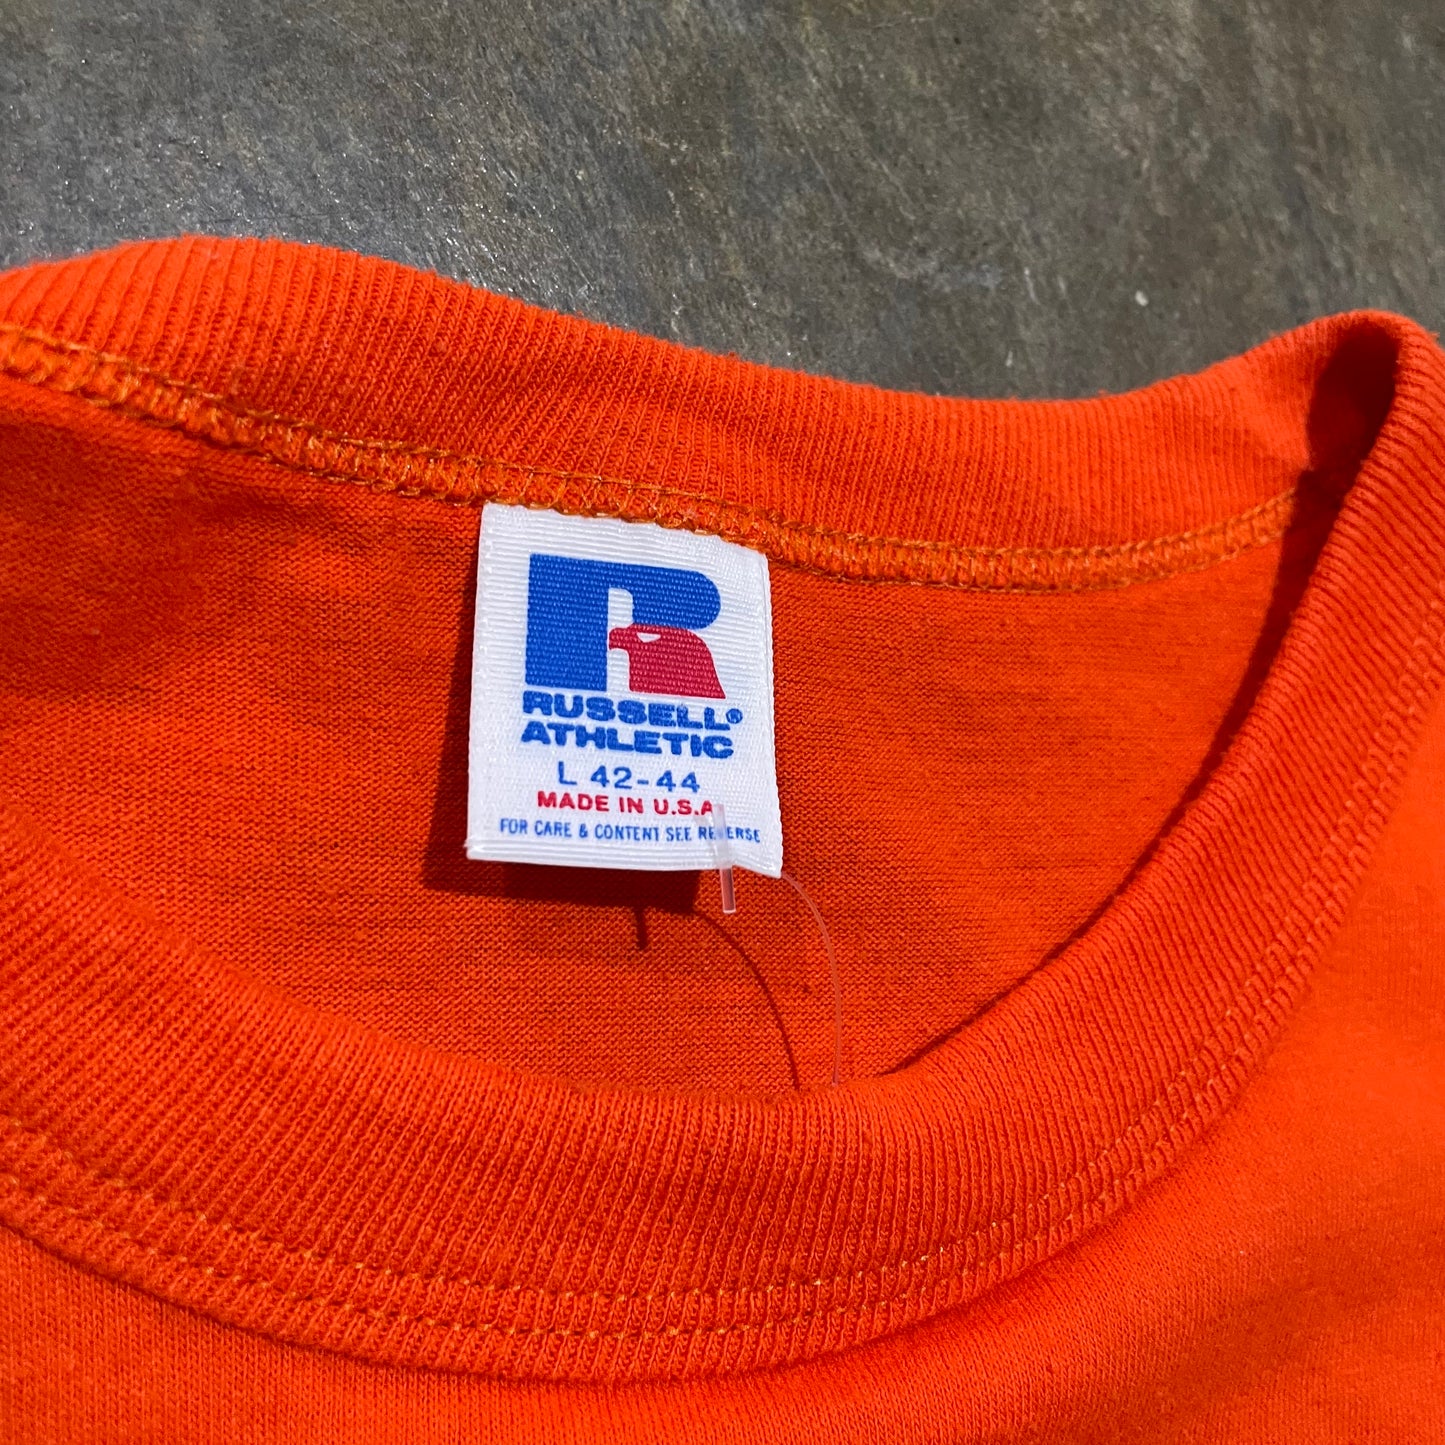 R
RUSSELL®
ATHLETIC
L 42-44
MADE IN U.S.A.
FOR CARE & CONTENT SEE REVERSE